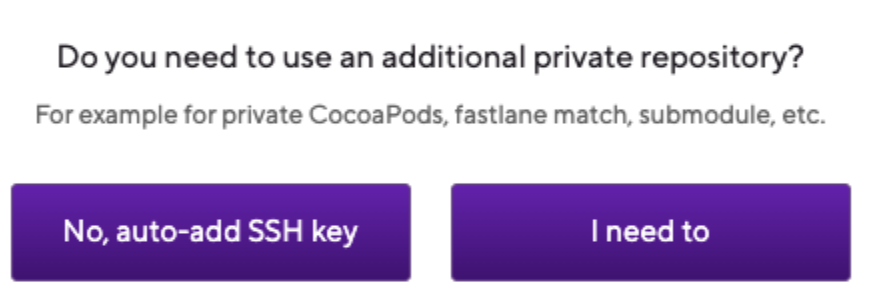 Do you need to use an additional private repository?
For example for private CocoaPods, fastlane match, submodule, etc.
No, auto-add SSH key
I need to